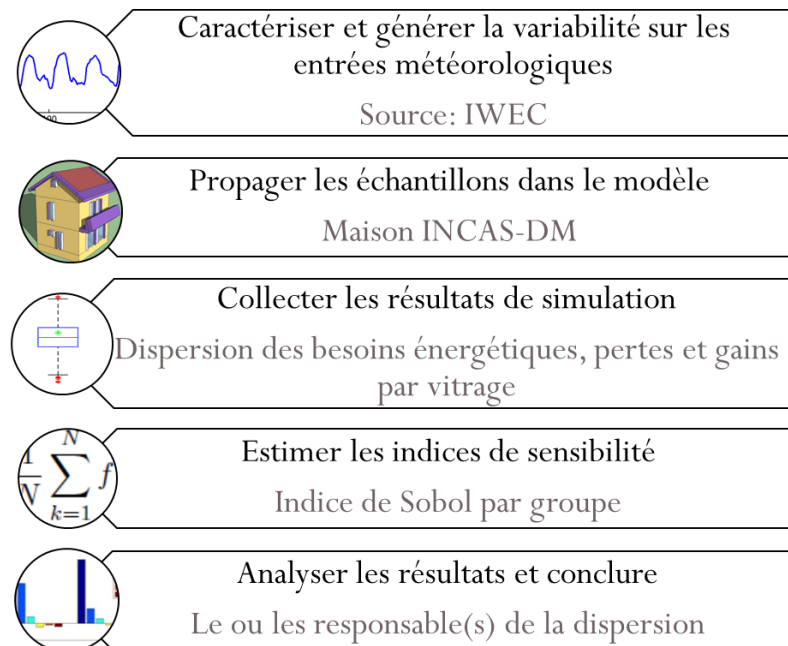 Caractériser et générer la variabilité sur les
entrées météorologiques
Source: IWEC
Propager les échantillons dans le modèle
Maison INCAS-DM
Collecter les résultats de simulation
Dispersion des besoins énergétiques, pertes et gains
par vitrage
1
N
N
∑ f
k=1
Estimer les indices de sensibilité
Indice de Sobol par groupe
Analyser les résultats et conclure
Le ou les responsable(s) de la dispersion